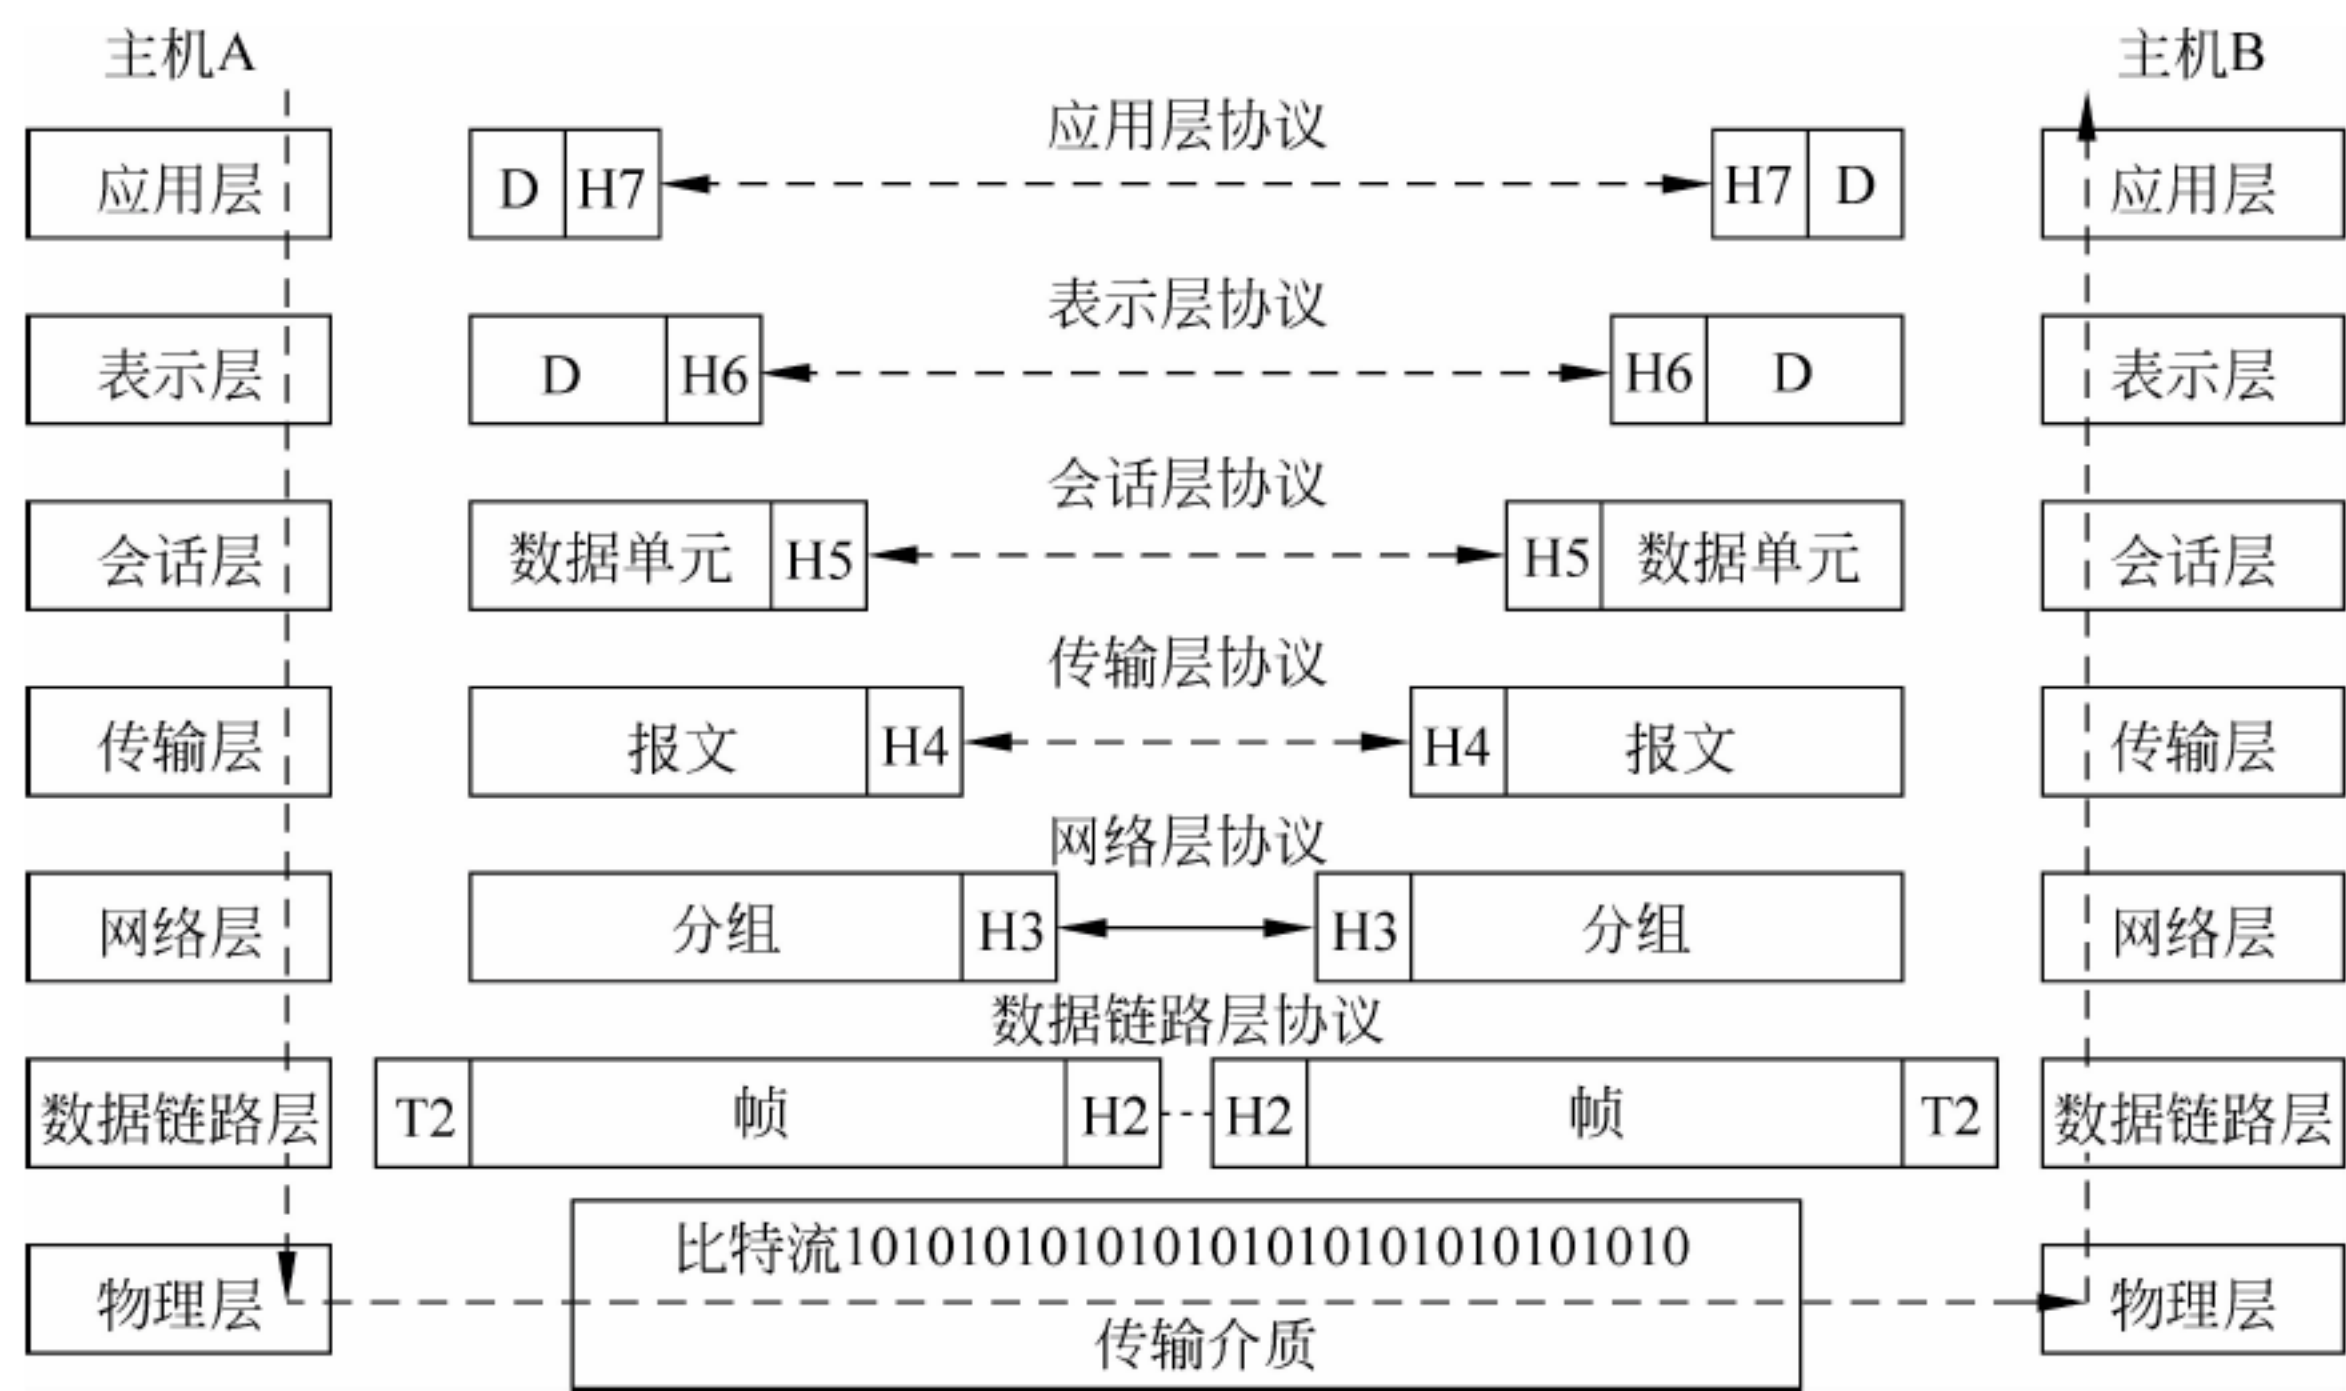 主机A 主机B
应用层协议
应用层 D H7 H7 D 应用层
表示层协议
表示层 D H6 H6 D 表示层
会话层协议
会话层 数据单元 H5 H5 数据单元 会话层
传输层协议
传输层 报文 H4 H4 报文 传输层
网络层协议
网络层 分组 H3 H3 分组 网络层
数据链路层协议
数据链路层 T2 帧 H2 H2 帧 T2 数据链路层
比特流101010101010101010101010101010
物理层 物理层
传输介质